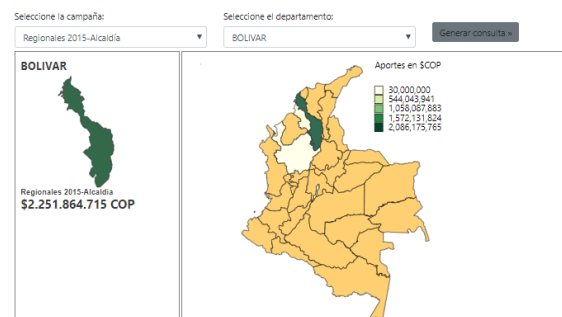 Seleccione la campaña:
Seleccione el departamento:
Regionales 2015-Alcaldía
BOLIVAR
Generar consulta »
BOLIVAR
Regionales 2015-Alcaldía
$2.251.864.715 COP
Aportes en $COP
30,000,000
544,043,941
1,058,087,883
1,572,131,824
2,086,175,765